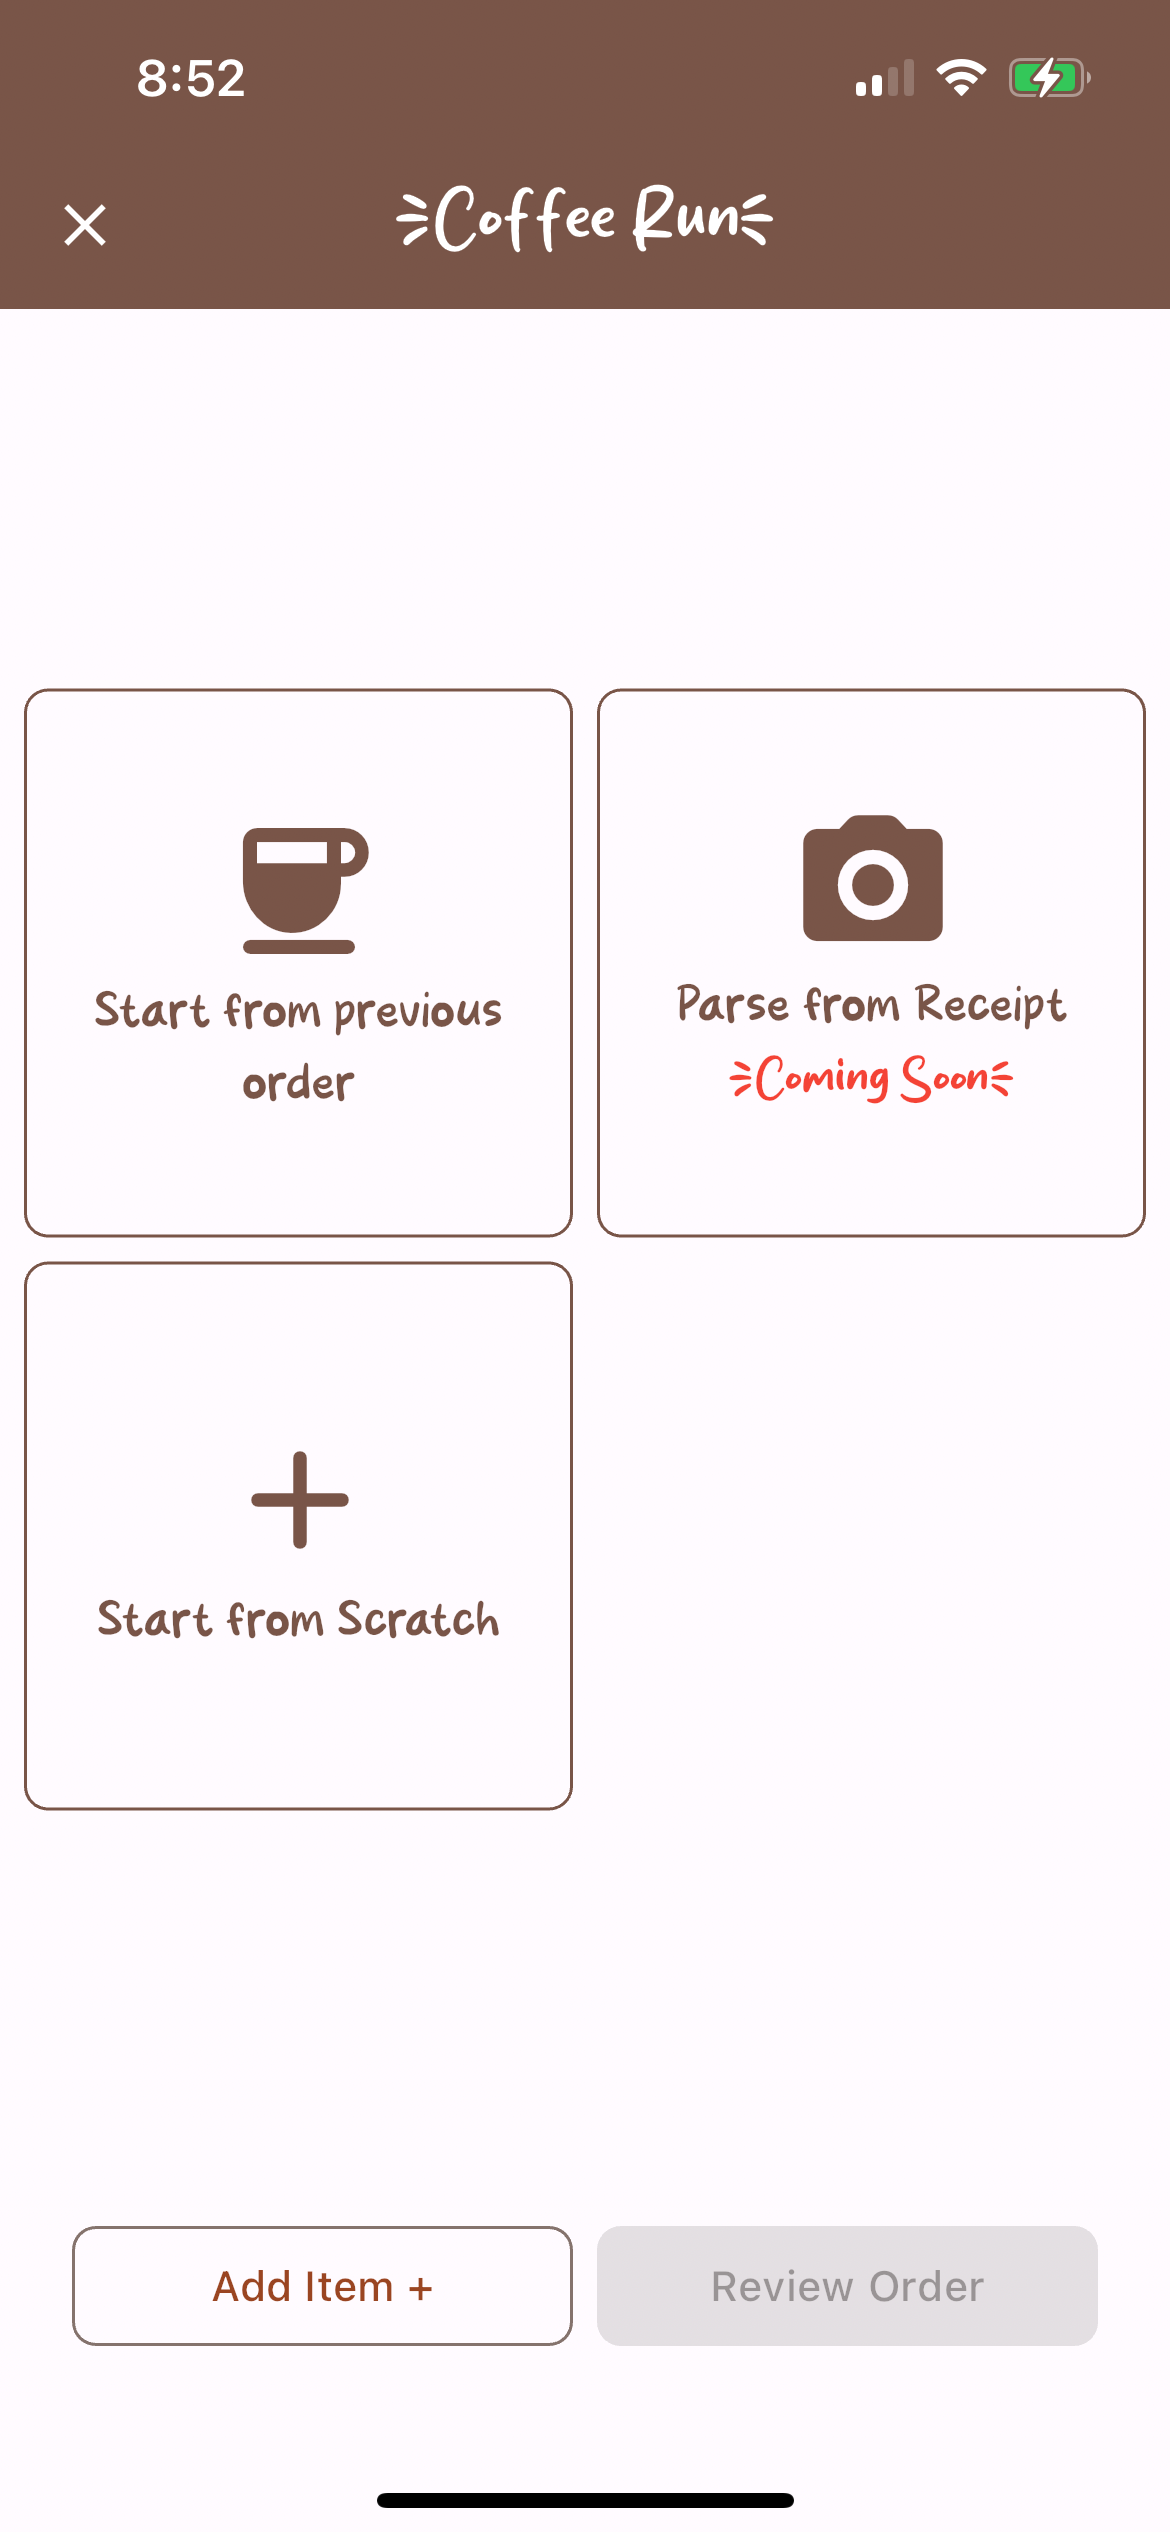 8:52
Coffee Run
Start from previous
order
Parse from Receipt
Coming Soon
Start from Scratch
Add Item +
Review Order